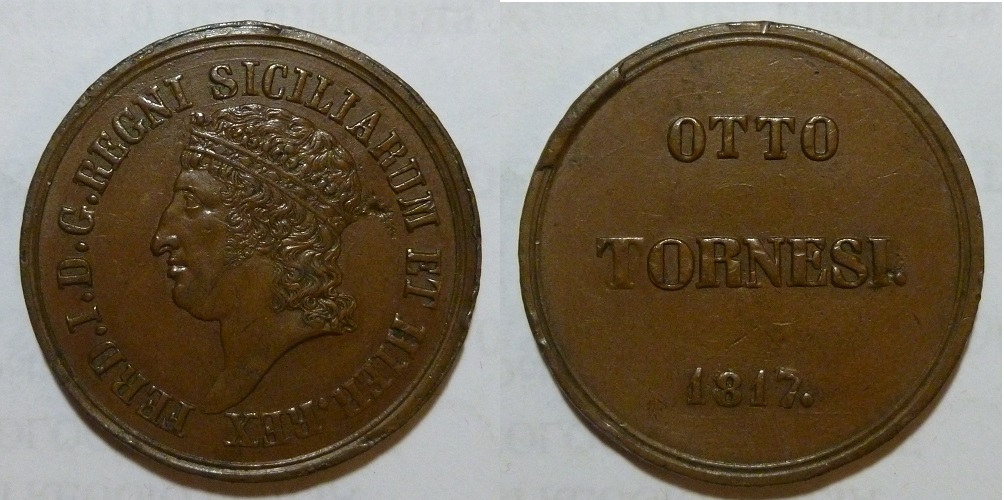 FERD.I.D.G.REGNI SICILIARUM ET HIER.REX
OTTO
TORNESI.
1817.